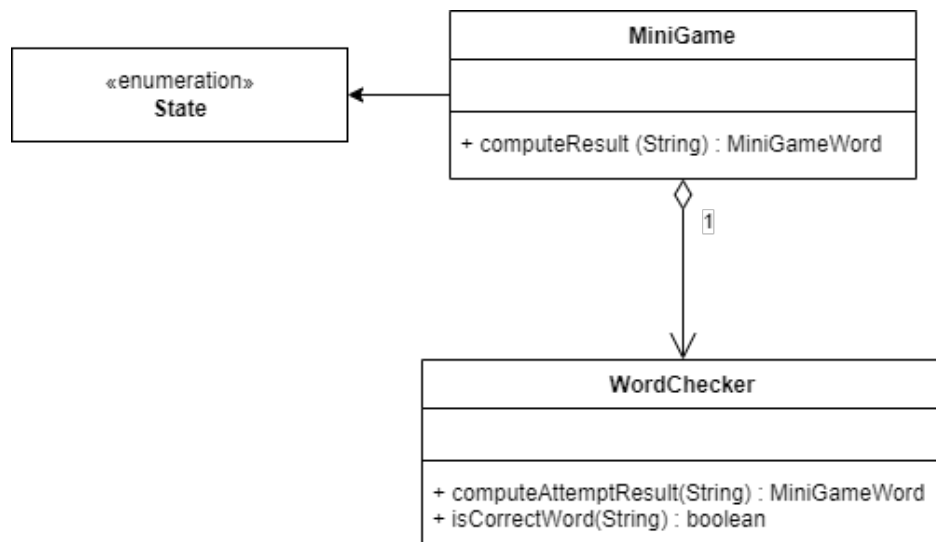 MiniGame
«enumeration»
State
+ computeResult (String) : MiniGameWord
1
WordChecker
+ computeAttemptResult(String) : MiniGameWord
+ isCorrectWord(String) : boolean